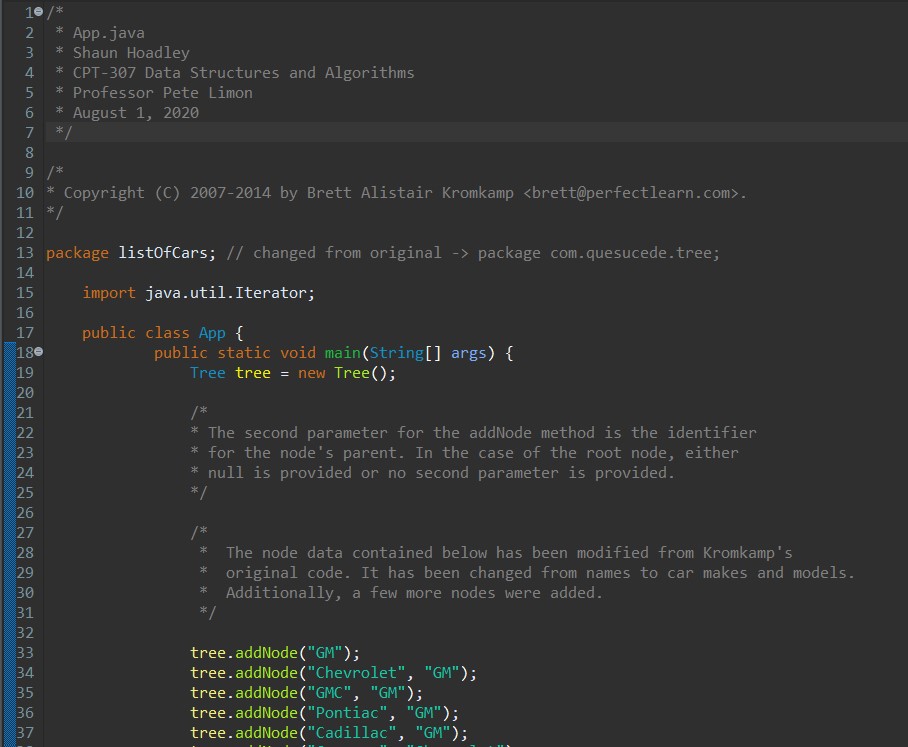 1 /*
2 * App.java
3 * Shaun Hoadley
4 * CPT-307 Data Structures and Algorithms
5 * Professor Pete Limon
6 * August 1, 2020
7 */
8
9 /*
10 * Copyright (C) 2007-2014 by Brett Alistair Kromkamp <brett@perfectlearn.com>.
11 */
12
13 package listOfCars; // changed from original -> package com.quesucede.tree;
14
15 import java.util.Iterator;
16
17 public class App {
18 public static void main(String[] args) {
19 Tree tree = new Tree();
20
21 /*
22 * The second parameter for the addNode method is the identifier
23 * for the node's parent. In the case of the root node, either
24 * null is provided or no second parameter is provided.
25 */
26
27 /*
28 * The node data contained below has been modified from Kromkamp's
29 * original code. It has been changed from names to car makes and models.
30 * Additionally, a few more nodes were added.
31 */
32
33 tree.addNode("GM");
34 tree.addNode("Chevrolet", "GM");
35 tree.addNode("GMC", "GM");
36 tree.addNode("Pontiac", "GM");
37 tree.addNode("Cadillac", "GM");